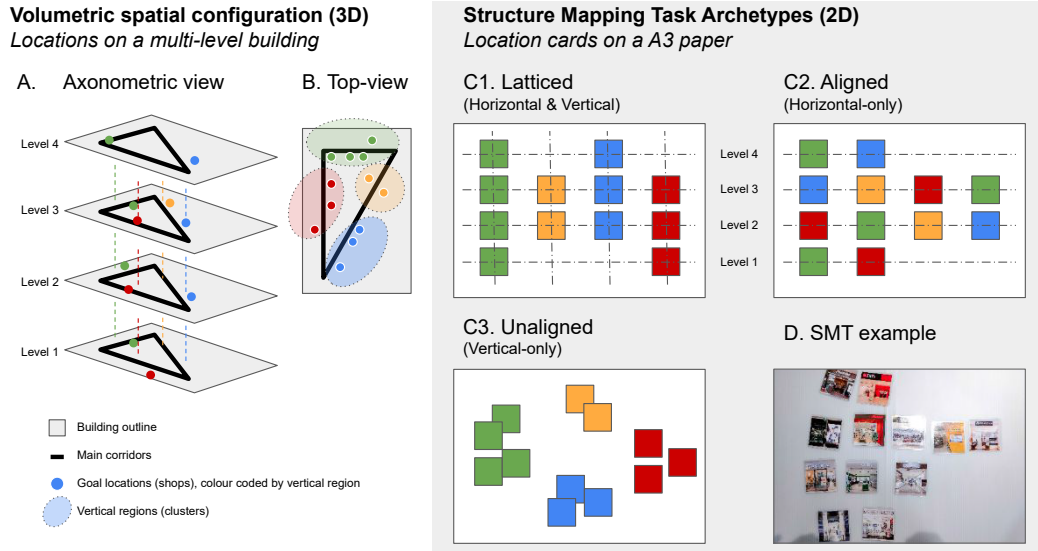 Volumetric spatial configuration (3D)
Locations on a multi-level building
A. Axonometric view
B. Top-view
Level 4
Level 3
Level 2
Level 1
Building outline
Main corridors
Goal locations (shops), colour coded by vertical region
Vertical regions (clusters)
Structure Mapping Task Archetypes (2D)
Location cards on a A3 paper
C1. Latticed
(Horizontal & Vertical)
C2. Aligned
(Horizontal-only)
Level 4
Level 3
Level 2
Level 1
C3. Unaligned
(Vertical-only)
D. SMT example